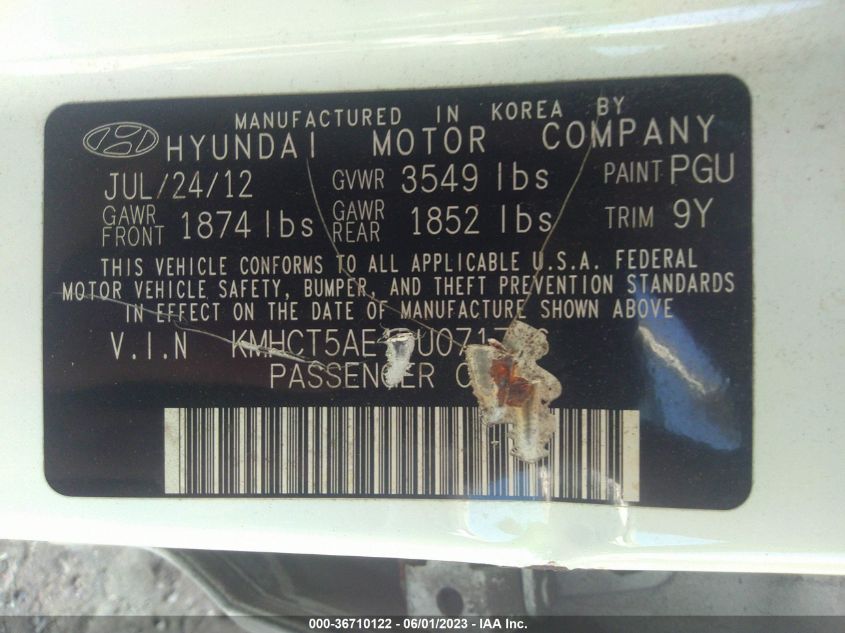 MANUFACTURED IN KOREA BY
HYUNDAI MOTOR COMPANY
JUL/24/12 GVWR 3549 lbs PAINT PGU
GAWR FRONT 1874 lbs GAWR REAR 1852 lbs TRIM 9Y
THIS VEHICLE CONFORMS TO ALL APPLICABLE U.S.A. FEDERAL
MOTOR VEHICLE SAFETY, BUMPER, AND THEFT PREVENTION STANDARDS
IN EFFECT ON THE DATE OF MANUFACTURE SHOWN ABOVE
V.I.N
PASSENGER
000-36710122 - 06/01/2023 - IAA Inc.